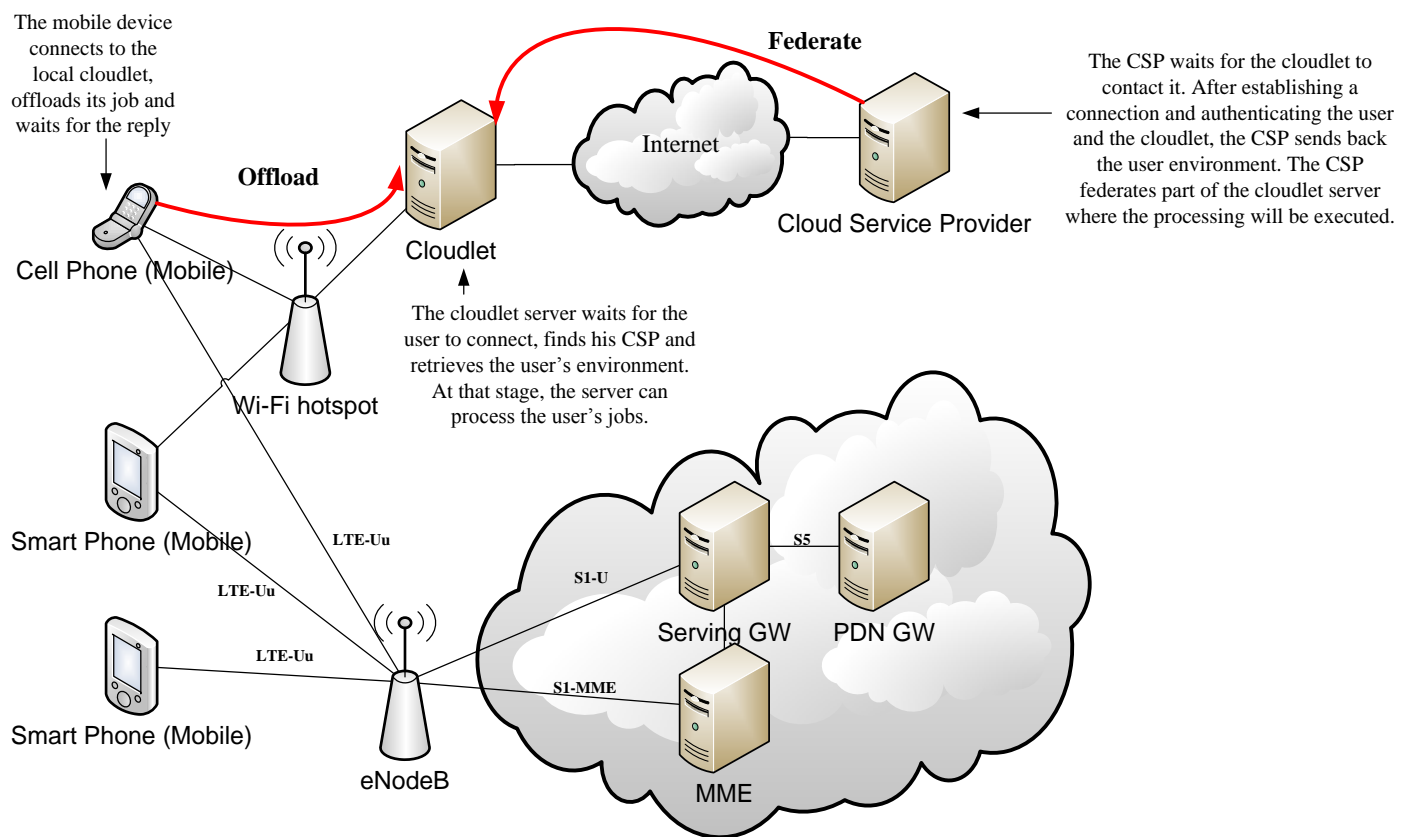 The mobile device
connects to the
local cloudlet,
offloads its job and
waits for the reply
Federate
The CSP waits for the cloudlet to
contact it. After establishing a
connection and authenticating the user
and the cloudlet, the CSP sends back
the user environment. The CSP
federates part of the cloudlet server
where the processing will be executed.
Internet
Offload
Cloud Service Provider
Cloudlet
Cell Phone (Mobile)
The cloudlet server waits for the
user to connect, finds his CSP and
retrieves the user's environment.
At that stage, the server can
process the user's jobs.
Wi-Fi hotspot
Smart Phone (Mobile)
LTE-Uu
S5
S1-U
LTE-Uu
Serving GW
PDN GW
LTE-Uu
S1-MME
Smart Phone (Mobile)
eNodeB
MME